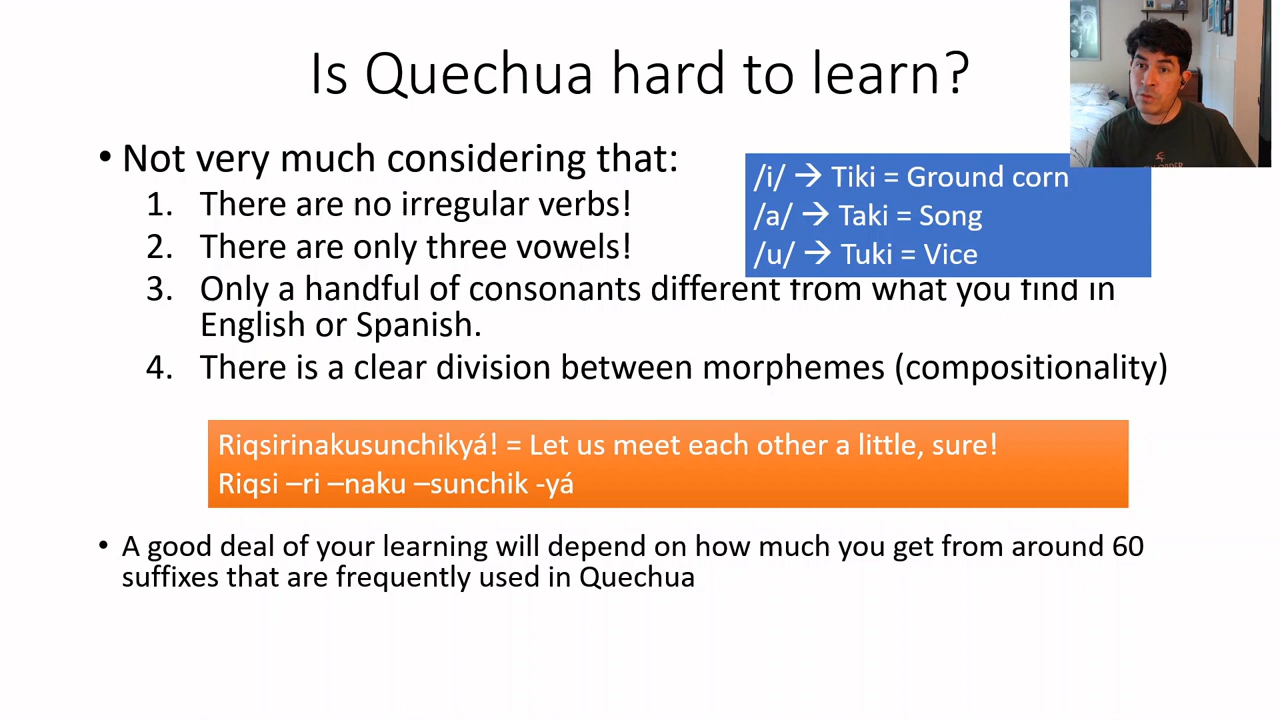 Is Quechua hard to learn?
• Not very much considering that:
1. There are no irregular verbs!
2. There are only three vowels!
/i/ → Tiki = Ground corn
/a/ → Taki = Song
/u/ → Tuki = Vice
3. Only a handful of consonants different from what you find in
English or Spanish.
4. There is a clear division between morphemes (compositionality)
Riqsirinakusunchikyá! = Let us meet each other a little, sure!
Riqsi –ri –naku –sunchik -yá
• A good deal of your learning will depend on how much you get from around 60
suffixes that are frequently used in Quechua